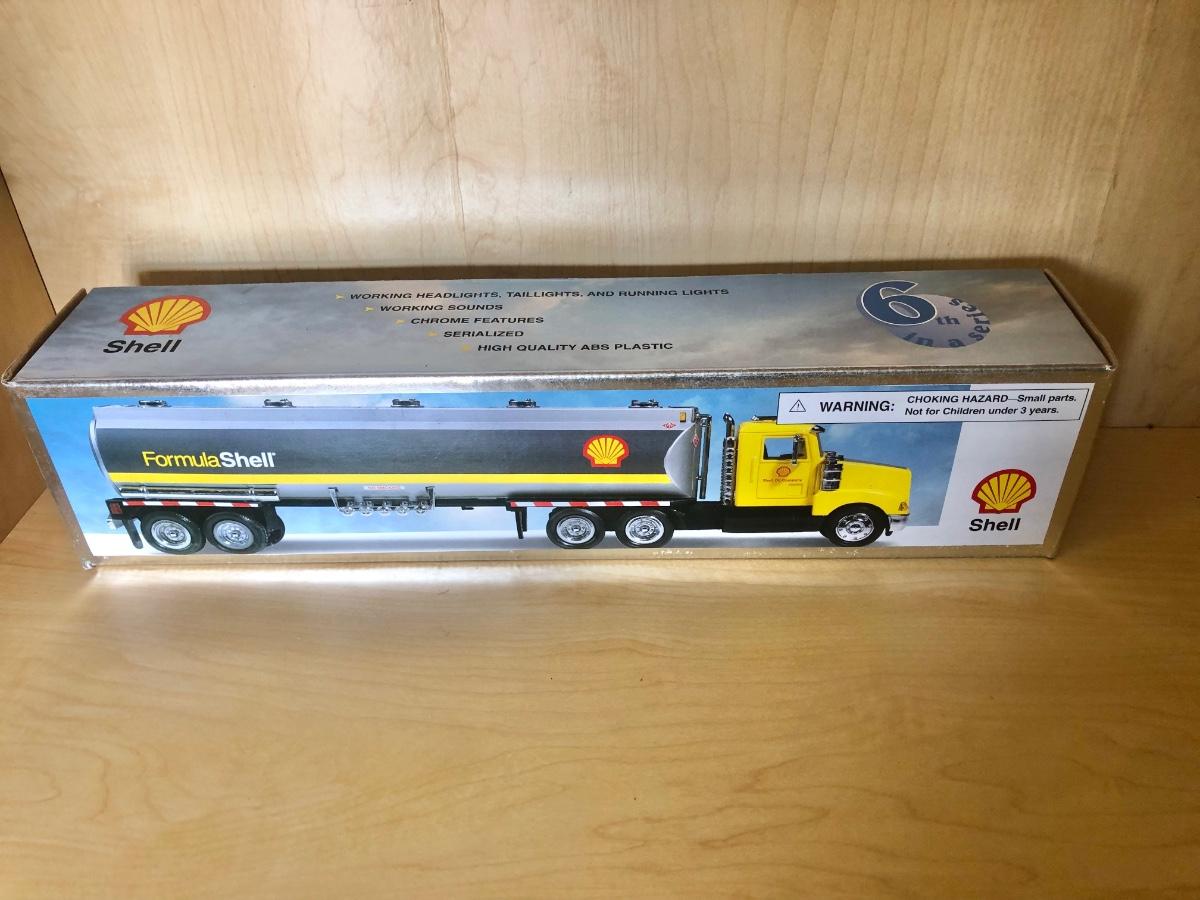 Shell
WORKING HEADLIGHTS, TAILLIGHTS, AND RUNNING LIGHTS
WORKING SOUNDS
CHROME FEATURES
SERIALIZED
HIGH QUALITY ABS PLASTIC
6th
in a series
WARNING: CHOKING HAZARD—Small parts.
Not for Children under 3 years.
FormulaShell
Shell